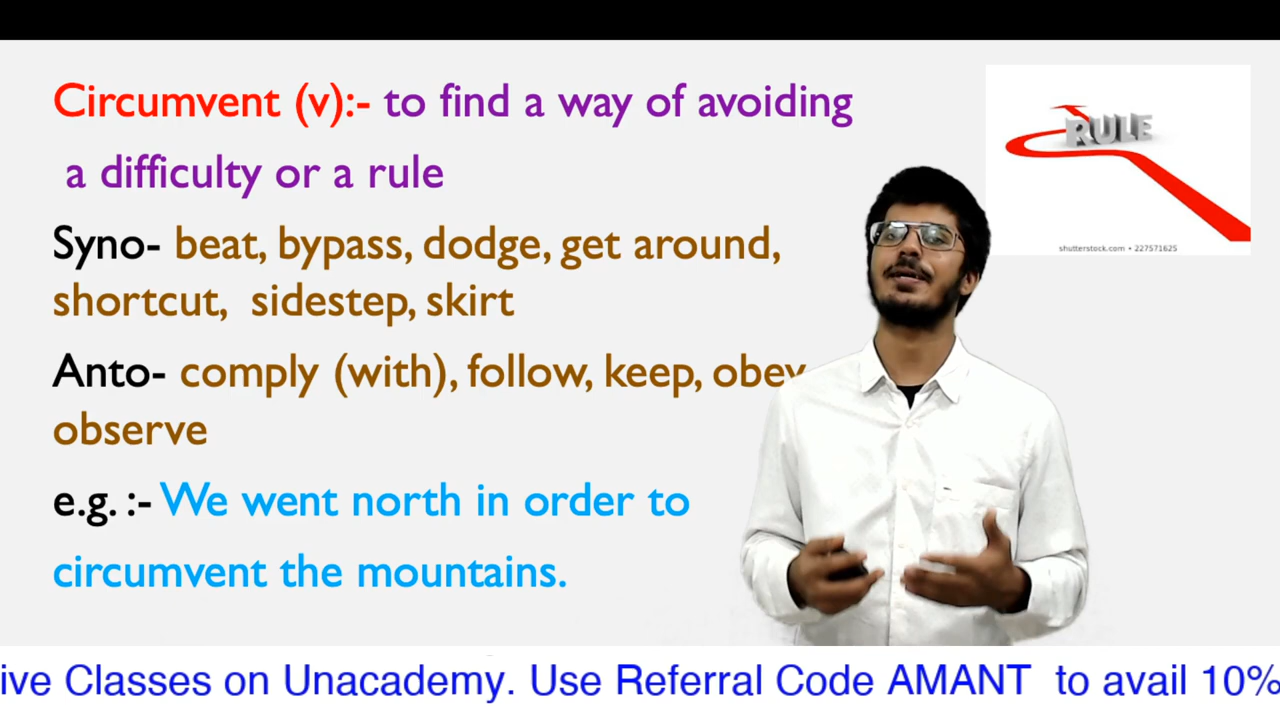 Circumvent (v):- to find a way of avoiding
a difficulty or a rule
RULE
shutterstock.com • 227571625
Syno- beat, bypass, dodge, get around,
shortcut, sidestep, skirt
Anto- comply (with), follow, keep, obey
observe
e.g. :- We went north in order to
circumvent the mountains.
ive Classes on Unacademy. Use Referral Code AMANT to avail 10%